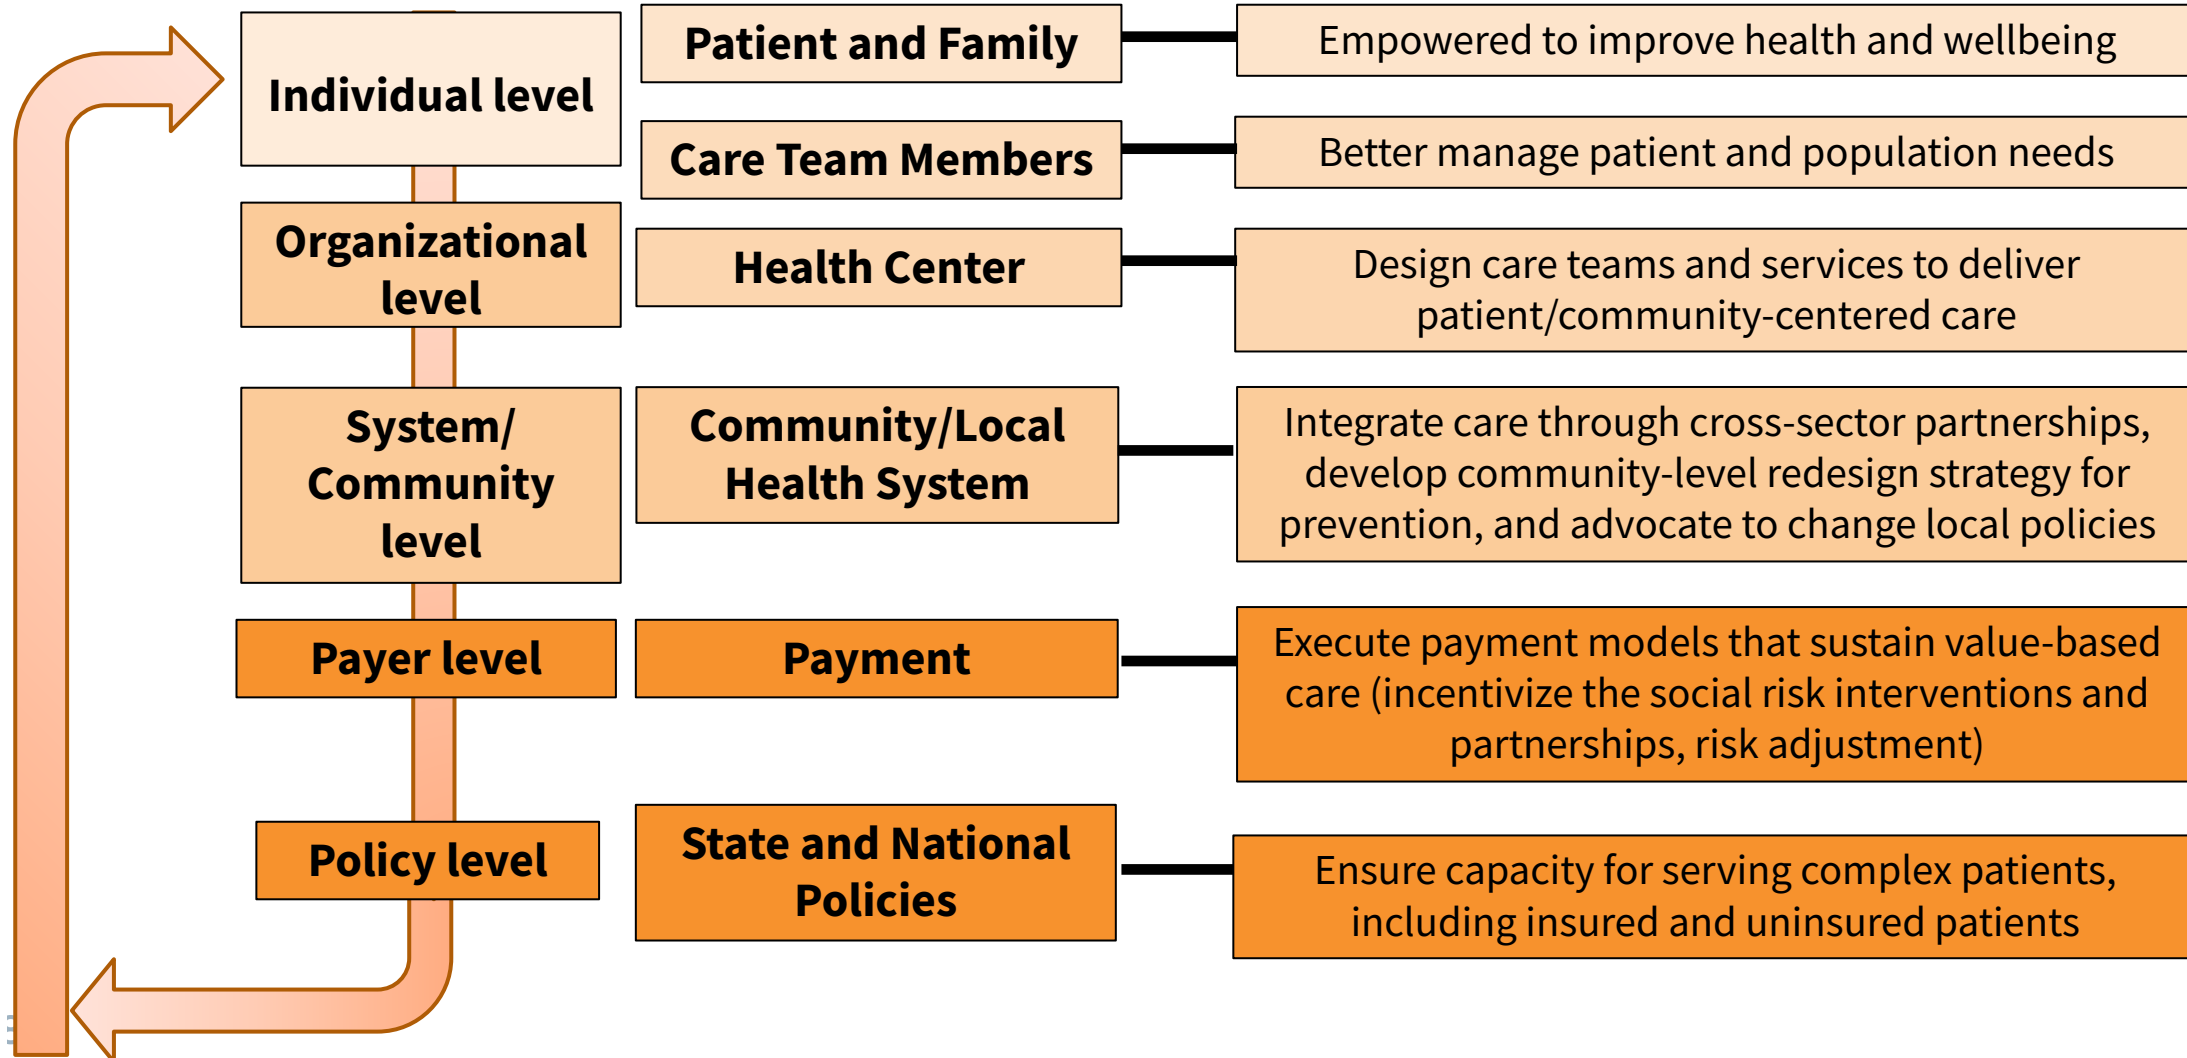 Individual level
Patient and Family
Empowered to improve health and wellbeing
Care Team Members
Better manage patient and population needs
Organizational
level
Health Center
Design care teams and services to deliver
patient/community-centered care
System/
Community
level
Community/Local
Health System
Integrate care through cross-sector partnerships,
develop community-level redesign strategy for
prevention, and advocate to change local policies
Payer level
Payment
Execute payment models that sustain value-based
care (incentivize the social risk interventions and
partnerships, risk adjustment)
Policy level
State and National
Policies
Ensure capacity for serving complex patients,
including insured and uninsured patients